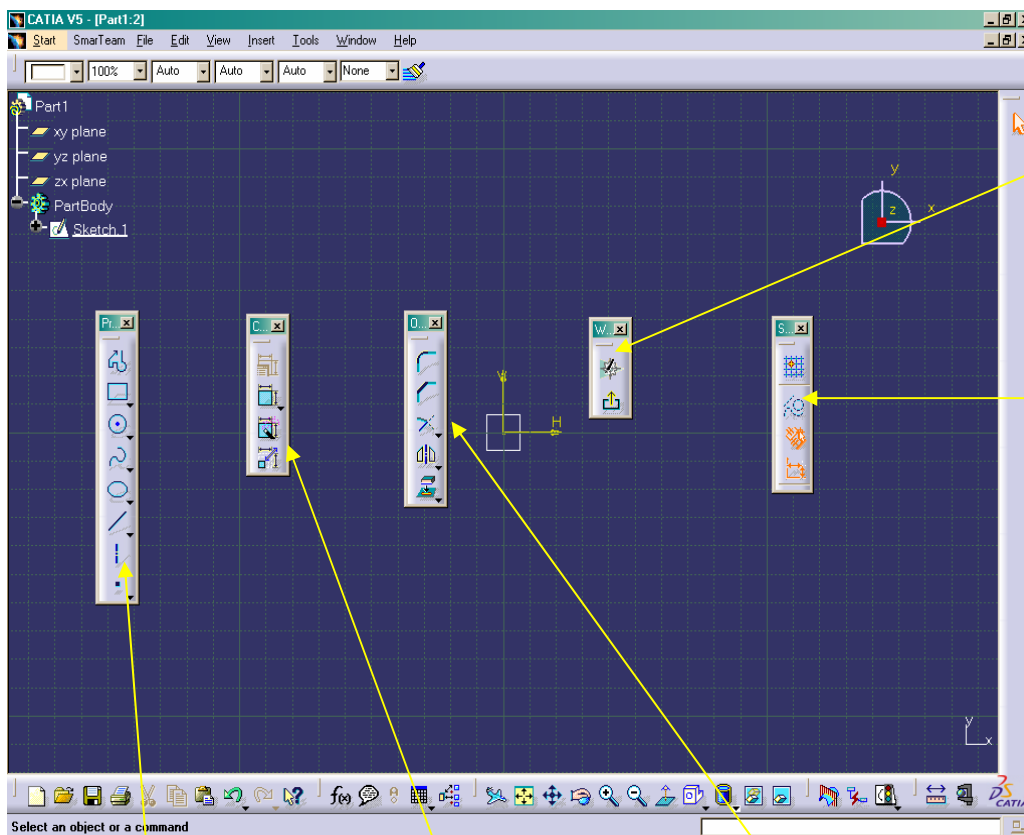 CATIA V5 - [Part1:2]
Start SmarTeam File Edit View Insert Tools Window Help
100% Auto Auto Auto None
Part1
xy plane
yz plane
zx plane
PartBody
Sketch.1
y
z x
Pr... C... O... W... S...
V
H
y
x
f(x)
CATIA
Select an object or a command